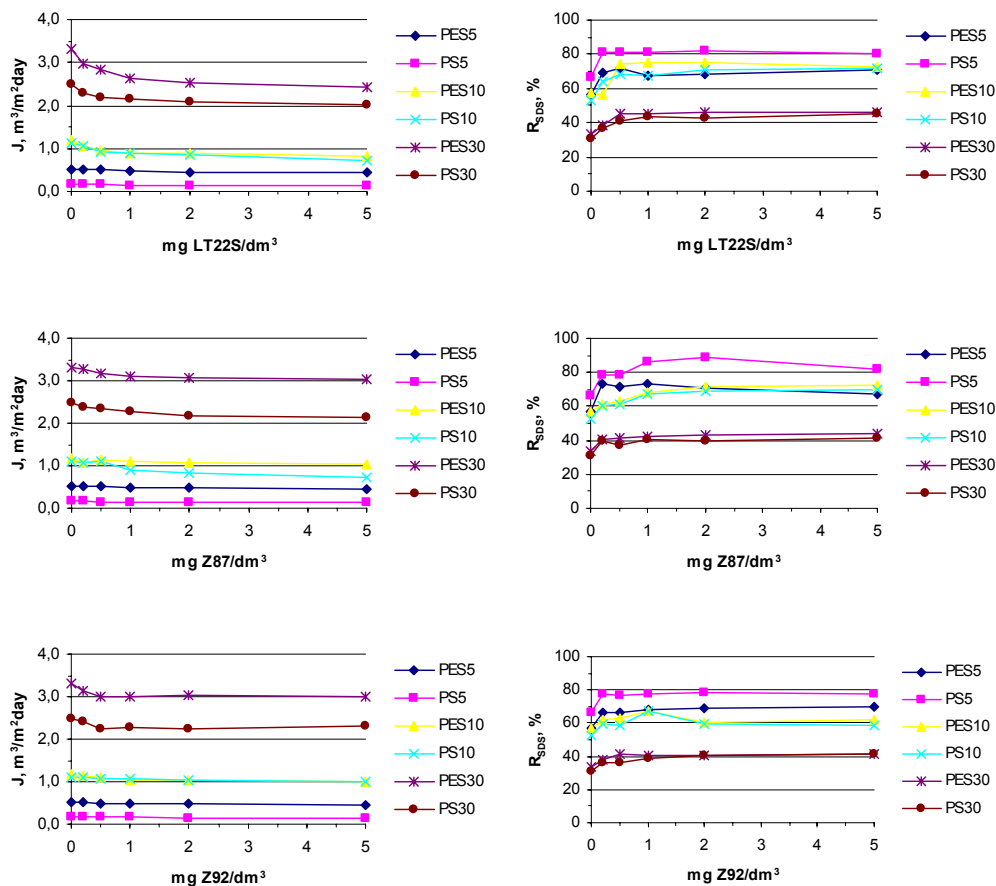 4,0
3,0
2,0
1,0
0,0
J, m³/m²day
0 1 2 3 4 5
mg LT22S/dm³
PES5
PS5
PES10
PS10
PES30
PS30
100
80
60
40
20
0
R_SDS, %
0 1 2 3 4 5
mg LT22S/dm³
PES5
PS5
PES10
PS10
PES30
PS30
4,0
3,0
2,0
1,0
0,0
J, m³/m²day
0 1 2 3 4 5
mg Z87/dm³
PES5
PS5
PES10
PS10
PES30
PS30
100
80
60
40
20
0
R_SDS, %
0 1 2 3 4 5
mg Z87/dm³
PES5
PS5
PES10
PS10
PES30
PS30
4,0
3,0
2,0
1,0
0,0
J, m³/m²day
0 1 2 3 4 5
mg Z92/dm³
PES5
PS5
PES10
PS10
PES30
PS30
100
80
60
40
20
0
R_SDS, %
0 1 2 3 4 5
mg Z92/dm³
PES5
PS5
PES10
PS10
PES30
PS30